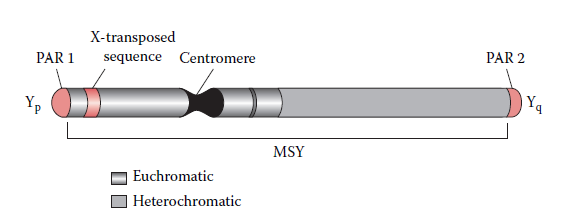 X-transposed
PAR 1 sequence Centromere PAR 2
Yp Yq
MSY
Euchromatic
Heterochromatic